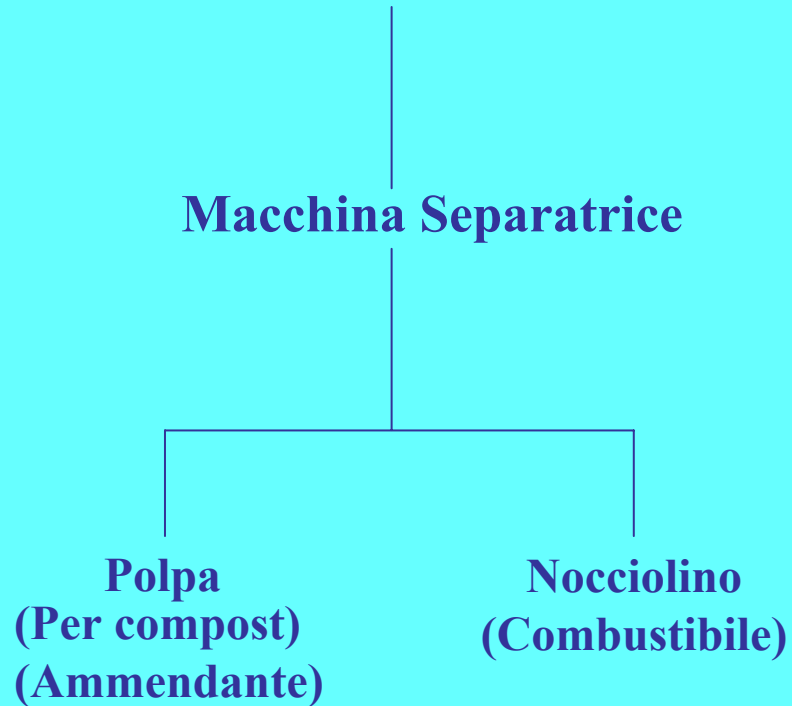 Macchina Separatrice
Polpa
(Per compost)
(Ammendante)
Nocciolino
(Combustibile)